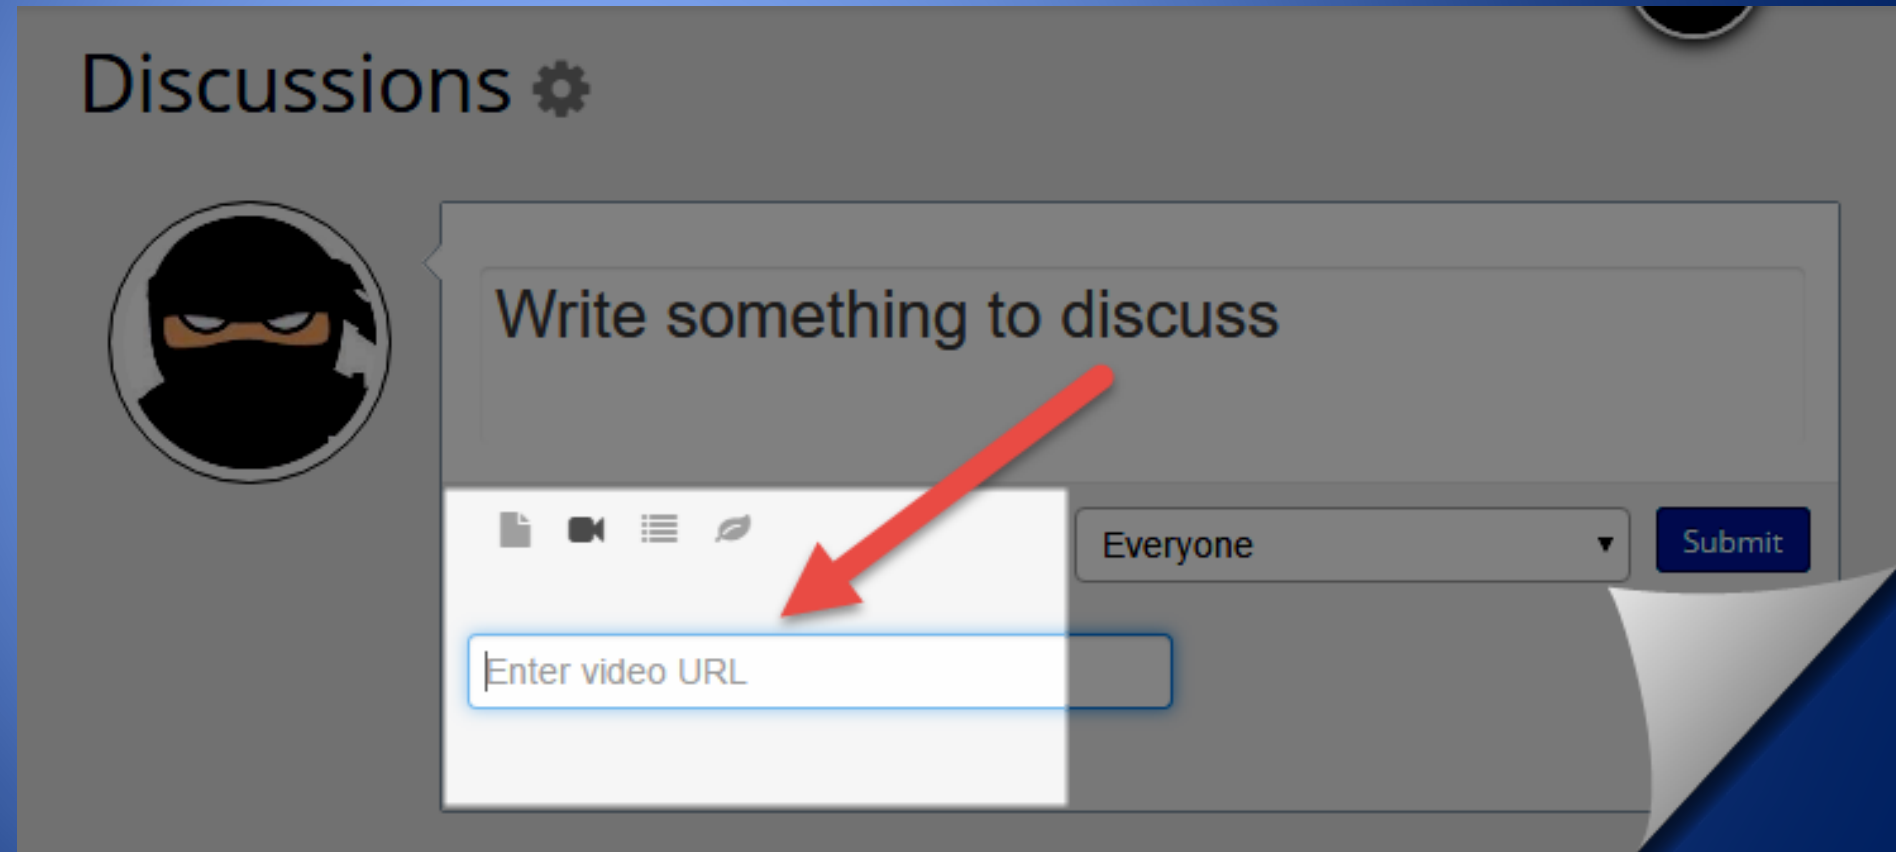 Discussions
Write something to discuss
Everyone
Submit
Enter video URL